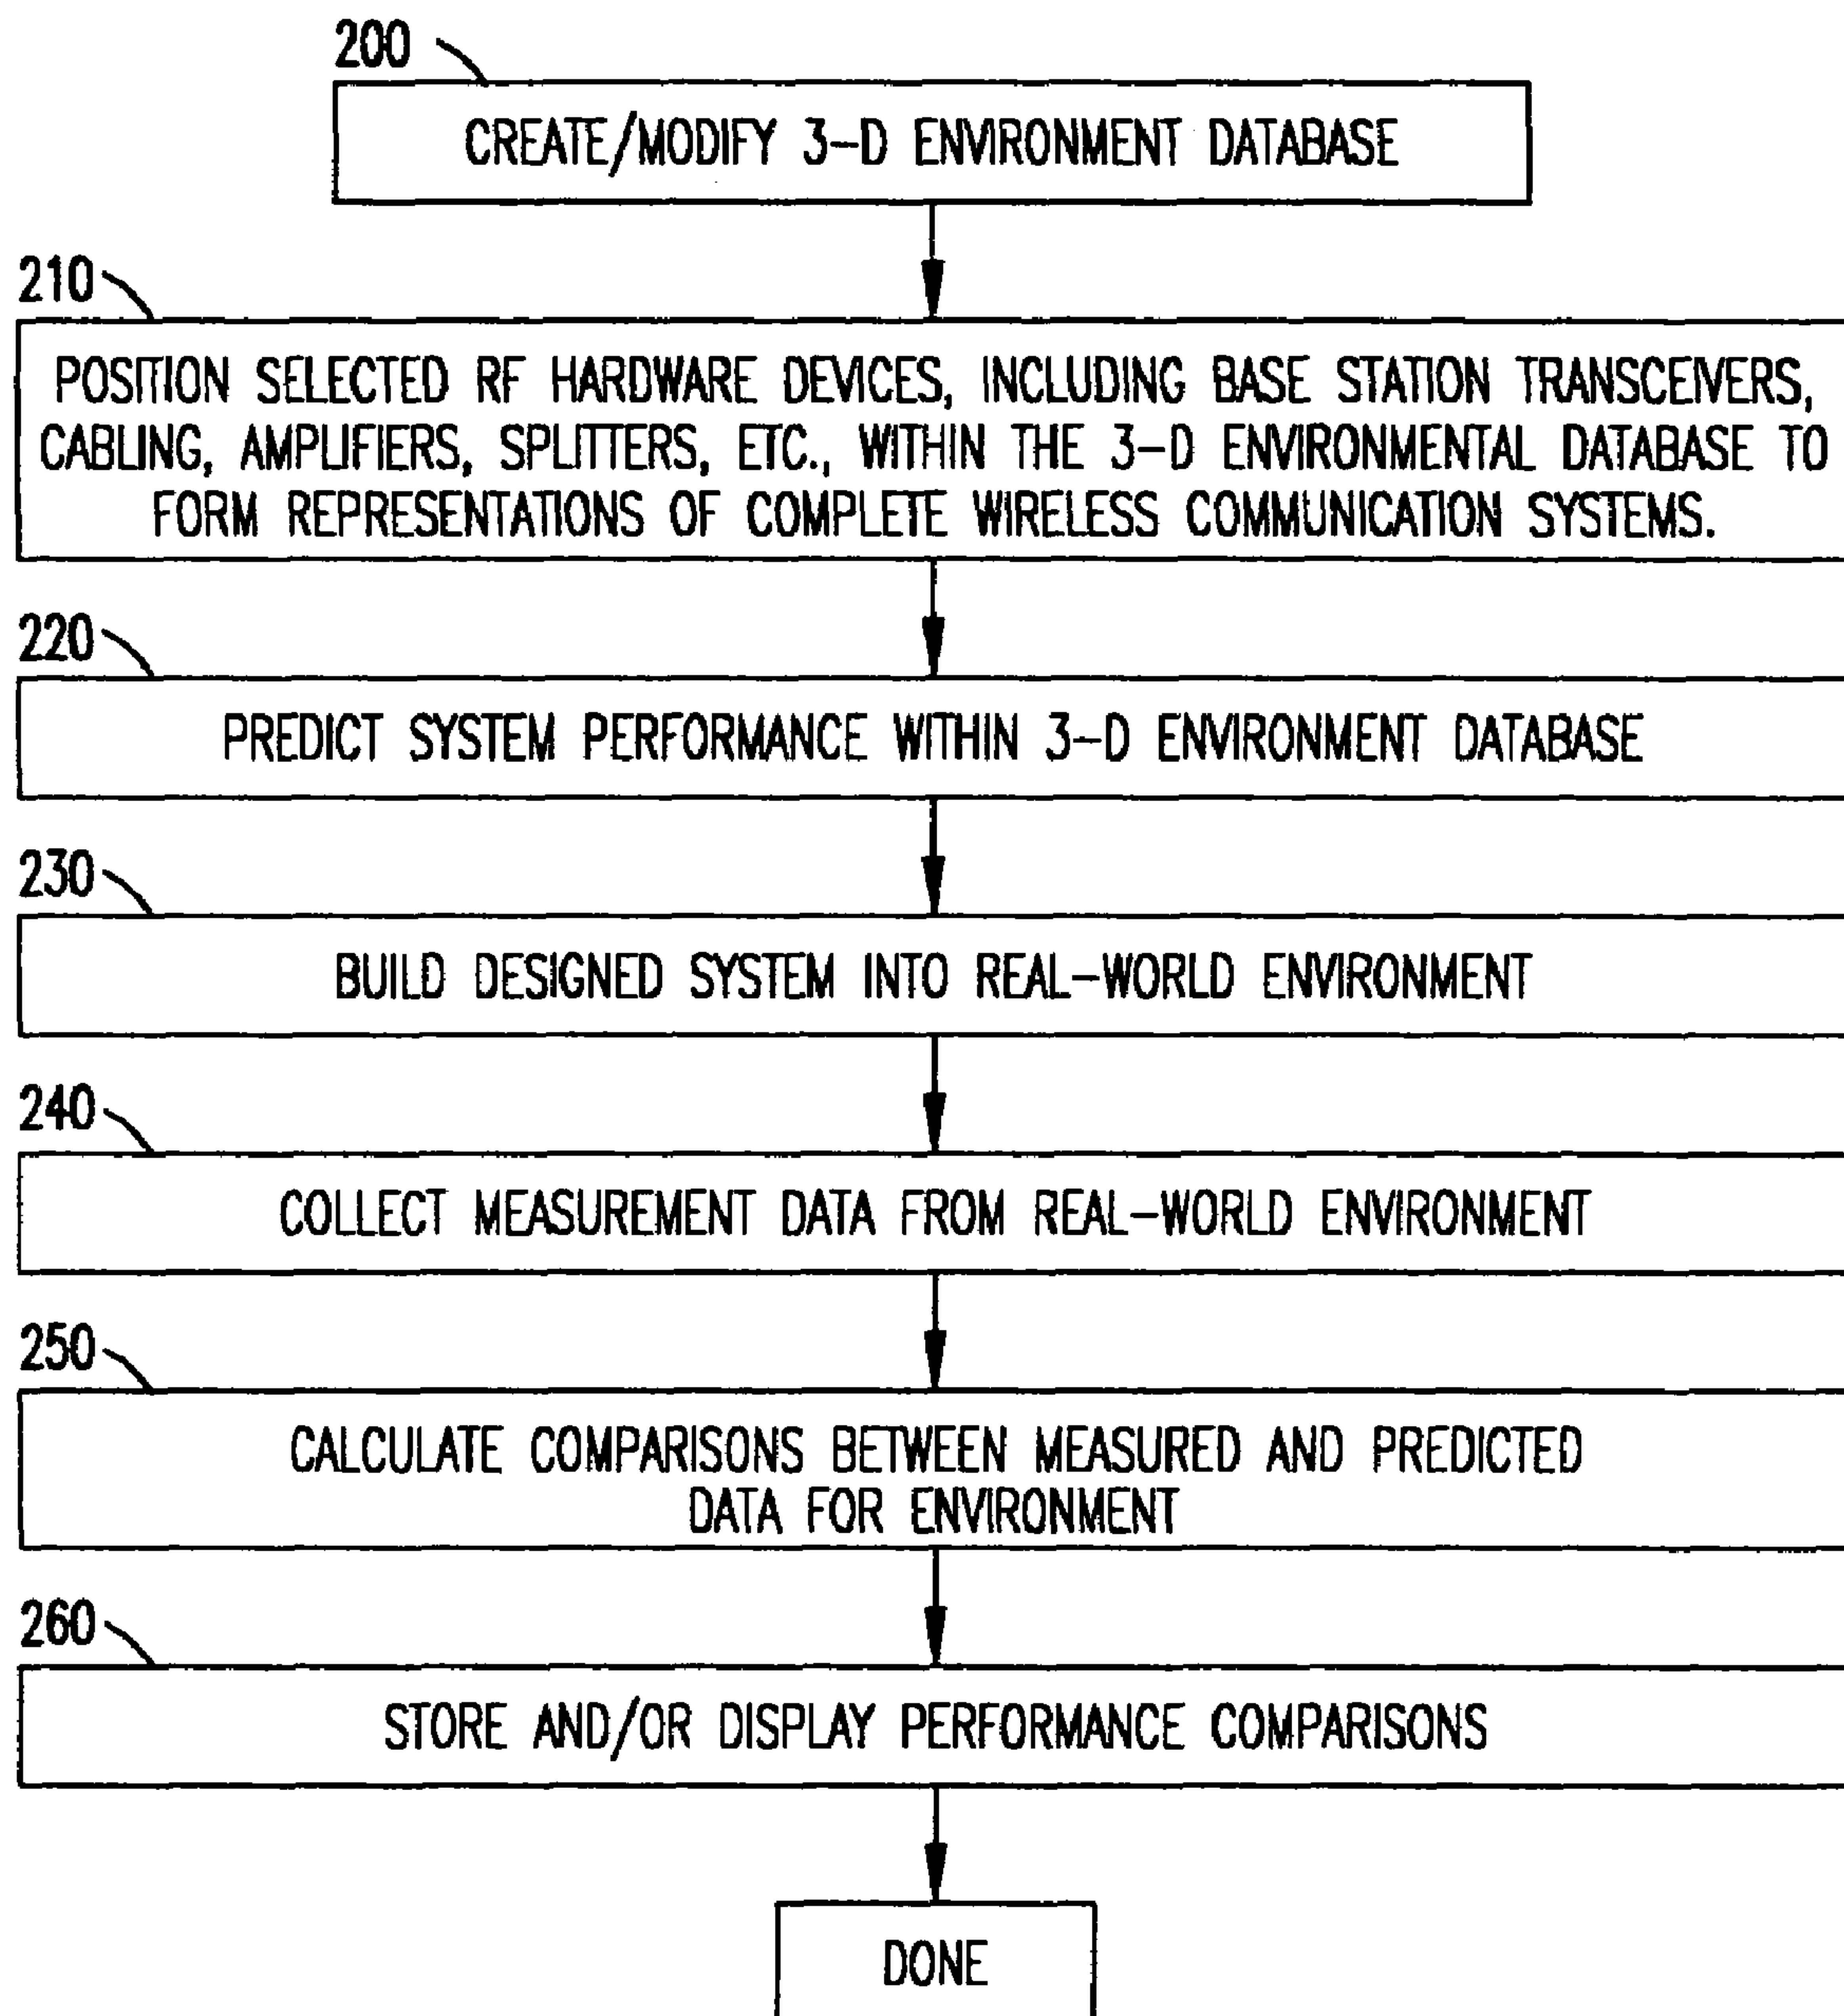 200
CREATE/MODIFY 3-D ENVIRONMENT DATABASE
210
POSITION SELECTED RF HARDWARE DEVICES, INCLUDING BASE STATION TRANSCEIVERS,
CABLING, AMPLIFIERS, SPLITTERS, ETC., WITHIN THE 3-D ENVIRONMENTAL DATABASE TO
FORM REPRESENTATIONS OF COMPLETE WIRELESS COMMUNICATION SYSTEMS.
220
PREDICT SYSTEM PERFORMANCE WITHIN 3-D ENVIRONMENT DATABASE
230
BUILD DESIGNED SYSTEM INTO REAL-WORLD ENVIRONMENT
240
COLLECT MEASUREMENT DATA FROM REAL-WORLD ENVIRONMENT
250
CALCULATE COMPARISONS BETWEEN MEASURED AND PREDICTED
DATA FOR ENVIRONMENT
260
STORE AND/OR DISPLAY PERFORMANCE COMPARISONS
DONE